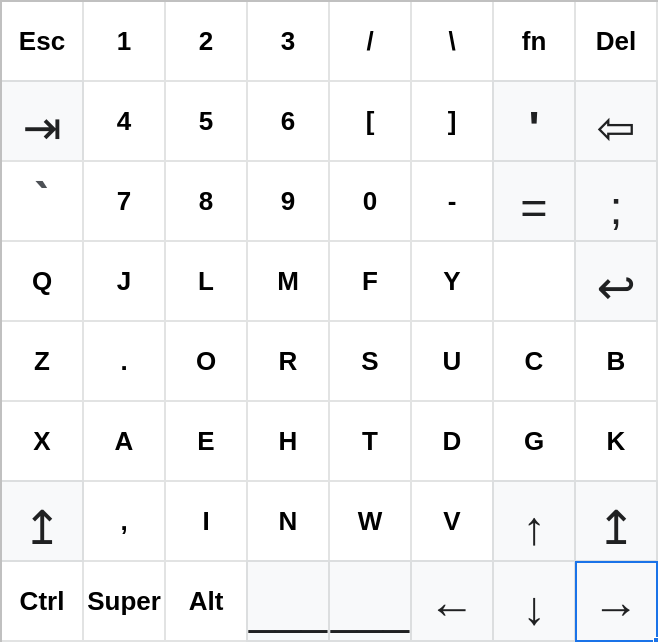 Esc 1 2 3 / \ fn Del
⇥ 4 5 6 [ ] ' ⇦
` 7 8 9 0 - = ;
Q J L M F Y ↩
Z . O R S U C B
X A E H T D G K
↥ , I N W V ↑ ↥
Ctrl Super Alt ← ↓ →